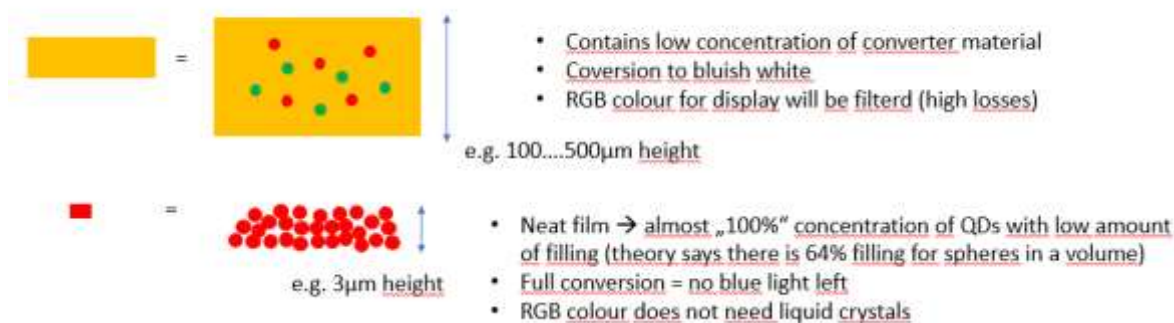 =
• Contains low concentration of converter material
• Coversion to bluish white
• RGB colour for display will be filterd (high losses)
e.g. 100....500µm height
=
• Neat film → almost „100%“ concentration of QDs with low amount
of filling (theory says there is 64% filling for spheres in a volume)
e.g. 3µm height
• Full conversion = no blue light left
• RGB colour does not need liquid crystals